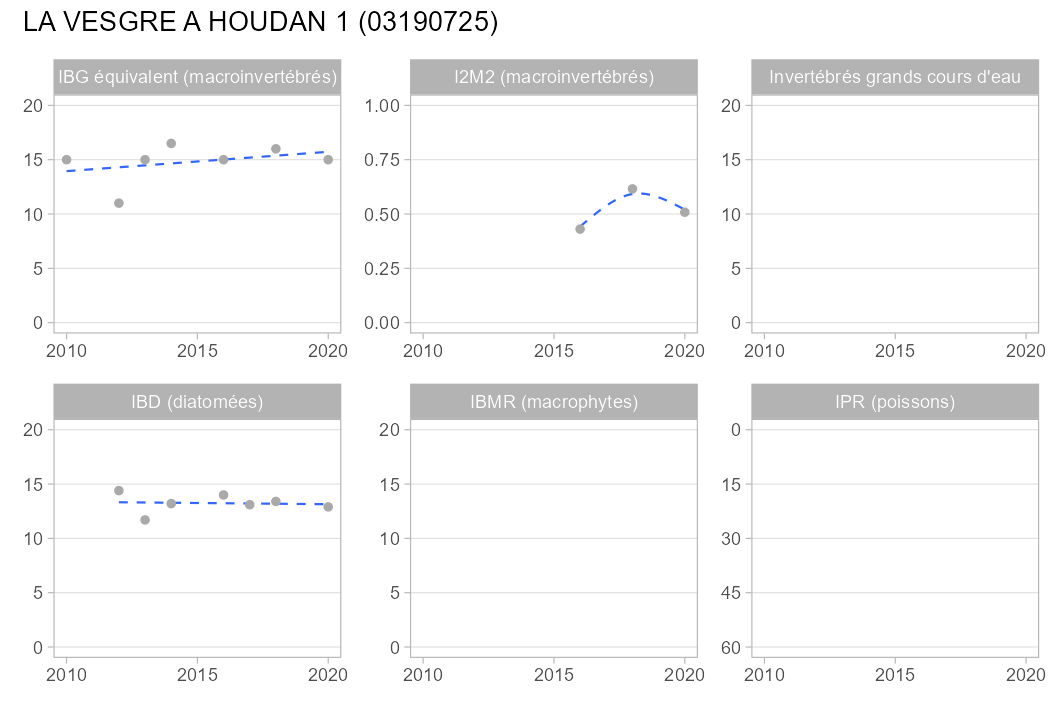 LA VESGRE A HOUDAN 1 (03190725)
IBG équivalent (macroinvertébrés)
20
15
10
5
0
2010 2015 2020
I2M2 (macroinvertébrés)
1.00
0.75
0.50
0.25
0.00
2010 2015 2020
Invertébrés grands cours d'eau
20
15
10
5
0
2010 2015 2020
IBD (diatomées)
20
15
10
5
0
2010 2015 2020
IBMR (macrophytes)
20
15
10
5
0
2010 2015 2020
IPR (poissons)
0
15
30
45
60
2010 2015 2020